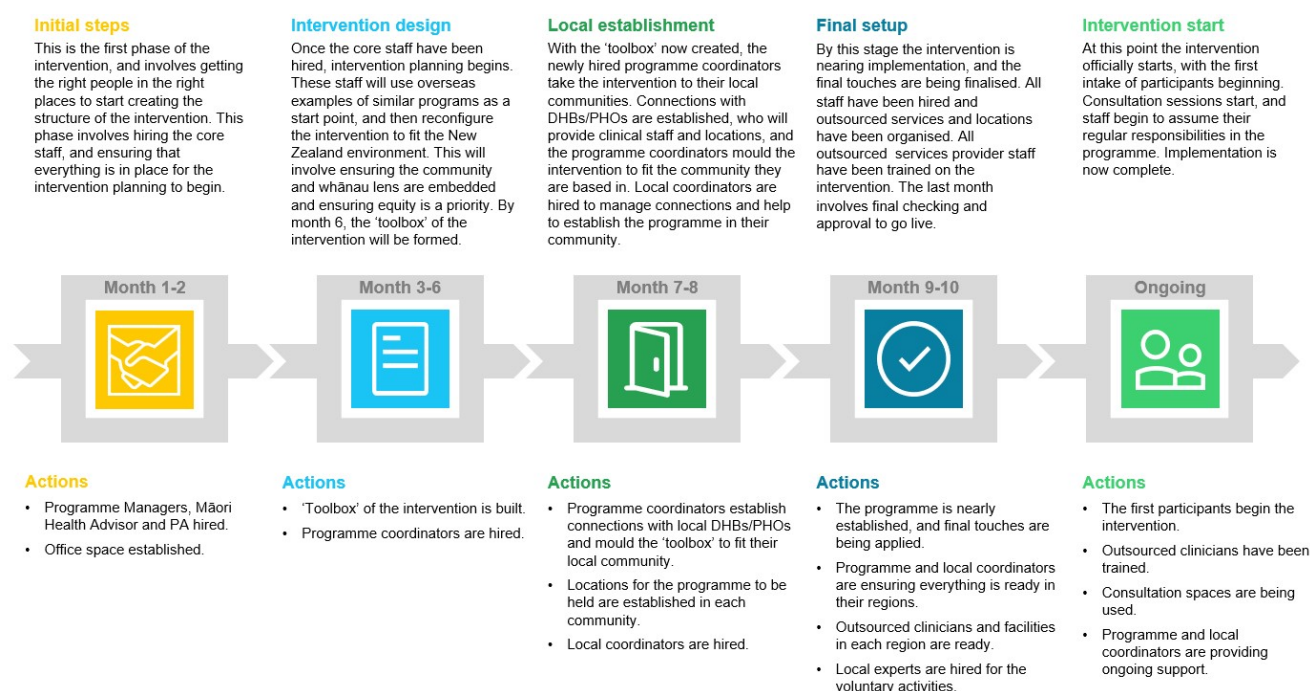 Initial steps
This is the first phase of the
intervention, and involves getting
the right people in the right
places to start creating the
structure of the intervention. This
phase involves hiring the core
staff, and ensuring that
everything is in place for the
intervention planning to begin.
Intervention design
Once the core staff have been
hired, intervention planning begins.
These staff will use overseas
examples of similar programs as a
start point, and then reconfigure
the intervention to fit the New
Zealand environment. This will
involve ensuring the community
and whānau lens are embedded
and ensuring equity is a priority. By
month 6, the ‘toolbox’ of the
intervention will be formed.
Local establishment
With the ‘toolbox’ now created, the
newly hired programme coordinators
take the intervention to their local
communities. Connections with
DHBs/PHOs are established, who will
provide clinical staff and locations, and
the programme coordinators mould the
intervention to fit the community they
are based in. Local coordinators are
hired to manage connections and help
to establish the programme in their
community.
Final setup
By this stage the intervention is
nearing implementation, and the
final touches are being finalised. All
staff have been hired and
outsourced services and locations
have been organised. All
outsourced services provider staff
have been trained on the
intervention. The last month
involves final checking and
approval to go live.
Intervention start
At this point the intervention
officially starts, with the first
intake of participants beginning.
Consultation sessions start, and
staff begin to assume their
regular responsibilities in the
programme. Implementation is
now complete.
Month 1-2
Month 3-6
Month 7-8
Month 9-10
Ongoing
Actions
• Programme Managers, Māori
Health Advisor and PA hired.
• Office space established.
Actions
• ‘Toolbox’ of the intervention is built.
• Programme coordinators are hired.
Actions
• Programme coordinators establish
connections with local DHBs/PHOs
and mould the ‘toolbox’ to fit their
local community.
• Locations for the programme to be
held are established in each
community.
• Local coordinators are hired.
Actions
• The programme is nearly
established, and final touches are
being applied.
• Programme and local coordinators
are ensuring everything is ready in
their regions.
• Outsourced clinicians and facilities
in each region are ready.
• Local experts are hired for the
voluntary activities.
Actions
• The first participants begin the
intervention.
• Outsourced clinicians have been
trained.
• Consultation spaces are being
used.
• Programme and local
coordinators are providing
ongoing support.